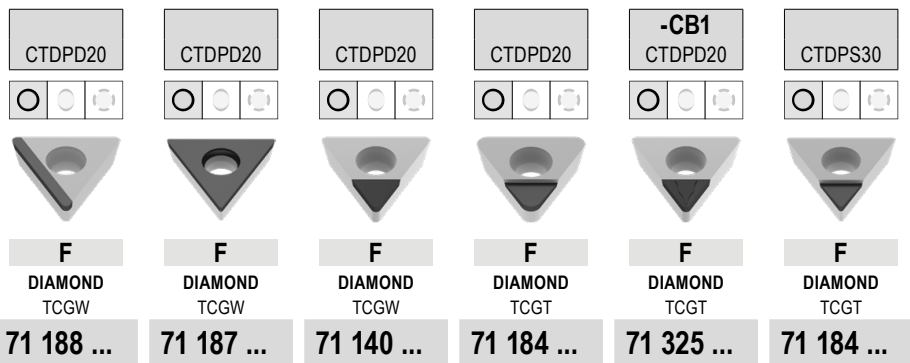 CTDPD20 CTDPD20 CTDPD20 CTDPD20 -CB1 CTDPD20 CTDPS30
F F F F F F
DIAMOND DIAMOND DIAMOND DIAMOND DIAMOND DIAMOND
TCGW TCGW TCGW TCGT TCGT TCGT
71 188 ... 71 187 ... 71 140 ... 71 184 ... 71 325 ... 71 184 ...